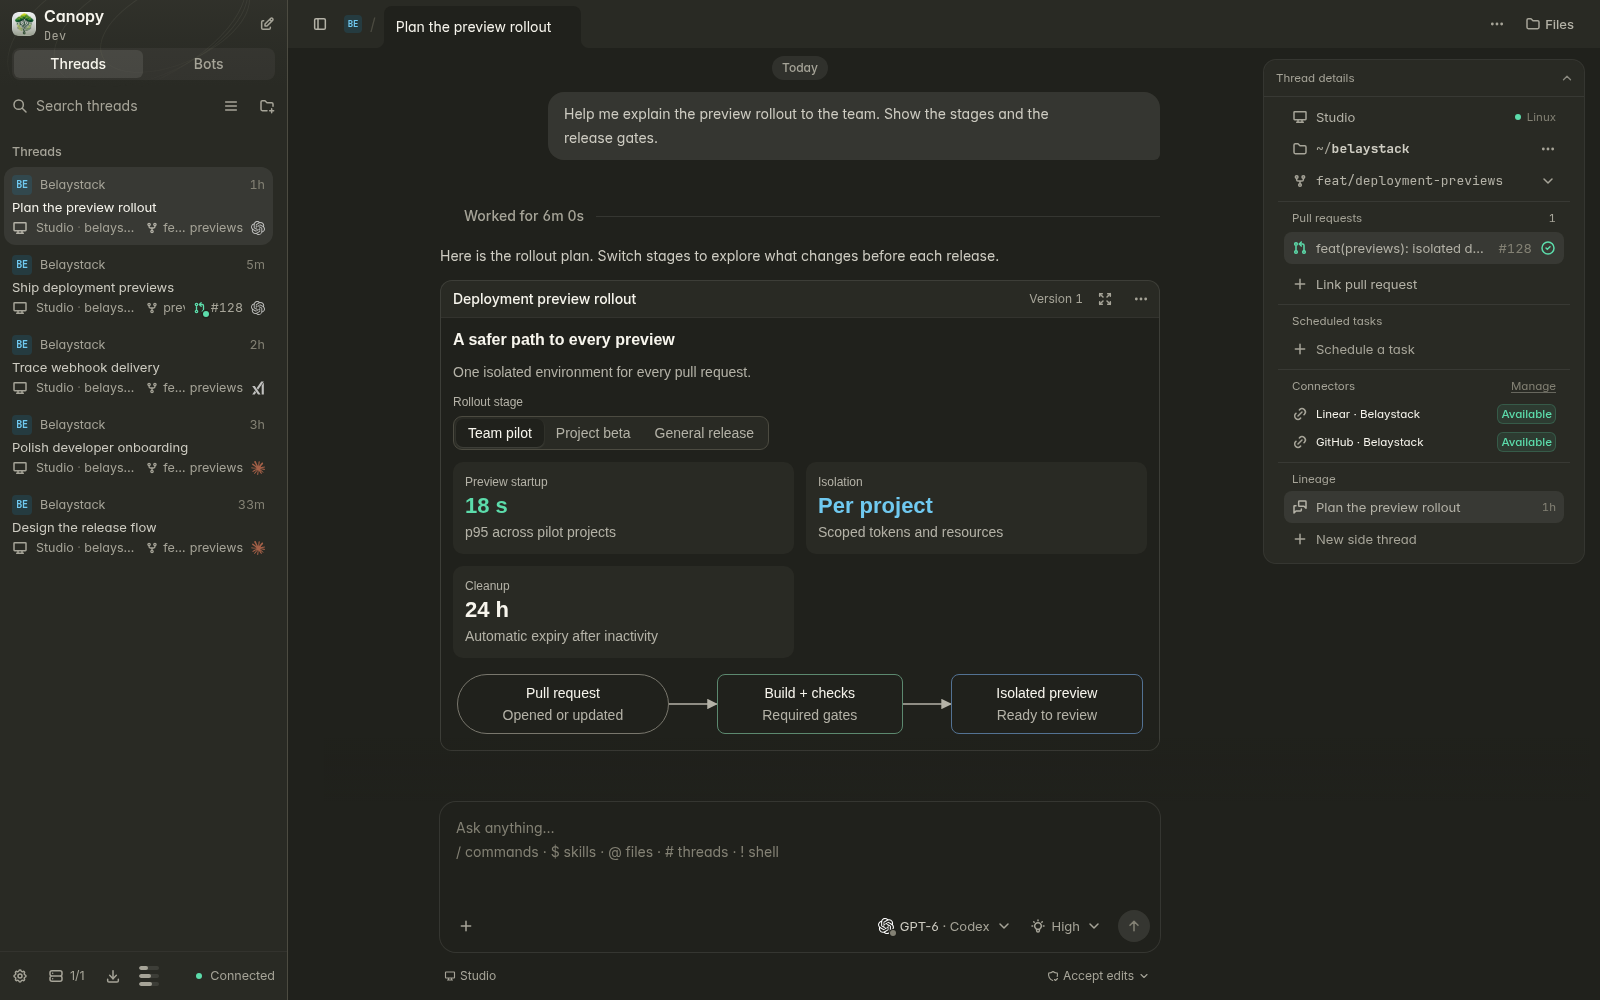 Canopy
Dev
Threads
Bots
Search threads
Threads
BE Belaystack 1h
Plan the preview rollout
Studio · belays... fe... previews
BE Belaystack 5m
Ship deployment previews
Studio · belays... prev #128
BE Belaystack 2h
Trace webhook delivery
Studio · belays... fe... previews
BE Belaystack 3h
Polish developer onboarding
Studio · belays... fe... previews
BE Belaystack 33m
Design the release flow
Studio · belays... fe... previews
1/1
Connected
BE / Plan the preview rollout
Files
Today
Help me explain the preview rollout to the team. Show the stages and the
release gates.
Worked for 6m 0s
Here is the rollout plan. Switch stages to explore what changes before each release.
Deployment preview rollout
Version 1
A safer path to every preview
One isolated environment for every pull request.
Rollout stage
Team pilot
Project beta
General release
Preview startup
18 s
p95 across pilot projects
Isolation
Per project
Scoped tokens and resources
Cleanup
24 h
Automatic expiry after inactivity
Pull request
Opened or updated
Build + checks
Required gates
Isolated preview
Ready to review
Ask anything...
/ commands · $ skills · @ files · # threads · ! shell
GPT-6 · Codex
High
Studio
Accept edits
Thread details
Studio
Linux
~/belaystack
feat/deployment-previews
Pull requests 1
feat(previews): isolated d... #128
Link pull request
Scheduled tasks
Schedule a task
Connectors
Manage
Linear · Belaystack Available
GitHub · Belaystack Available
Lineage
Plan the preview rollout 1h
New side thread